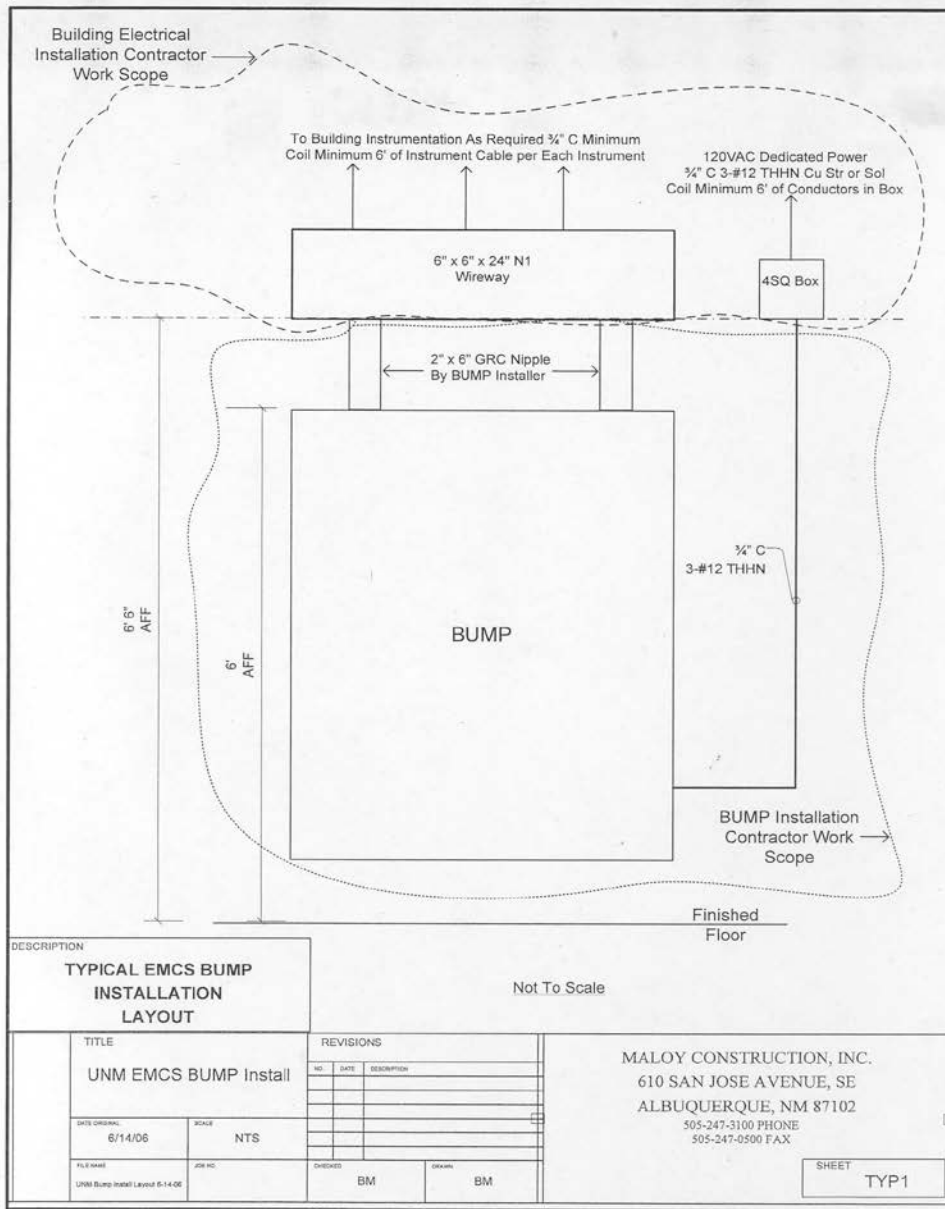 Building Electrical
Installation Contractor
Work Scope
To Building Instrumentation As Required ¾" C Minimum
Coil Minimum 6' of Instrument Cable per Each Instrument
120VAC Dedicated Power
¾" C 3-#12 THHN Cu Str or Sol
Coil Minimum 6' of Conductors in Box
6" x 6" x 24" N1
Wireway
4SQ Box
2" x 6" GRC Nipple
By BUMP Installer
¾" C
3-#12 THHN
6' 6"
AFF
6'
AFF
BUMP
BUMP Installation
Contractor Work
Scope
Finished
Floor
Not To Scale
DESCRIPTION
TYPICAL EMCS BUMP
INSTALLATION
LAYOUT
TITLE
UNM EMCS BUMP Install
DATE ORIGINAL
6/14/06
SCALE
NTS
FILE NAME
UNM Bump Install Layout 6-14-06
JOB NO.
REVISIONS
NO. DATE DESCRIPTION
CHECKED
BM
DRAWN
BM
MALOY CONSTRUCTION, INC.
610 SAN JOSE AVENUE, SE
ALBUQUERQUE, NM 87102
505-247-3100 PHONE
505-247-0500 FAX
SHEET
TYP1